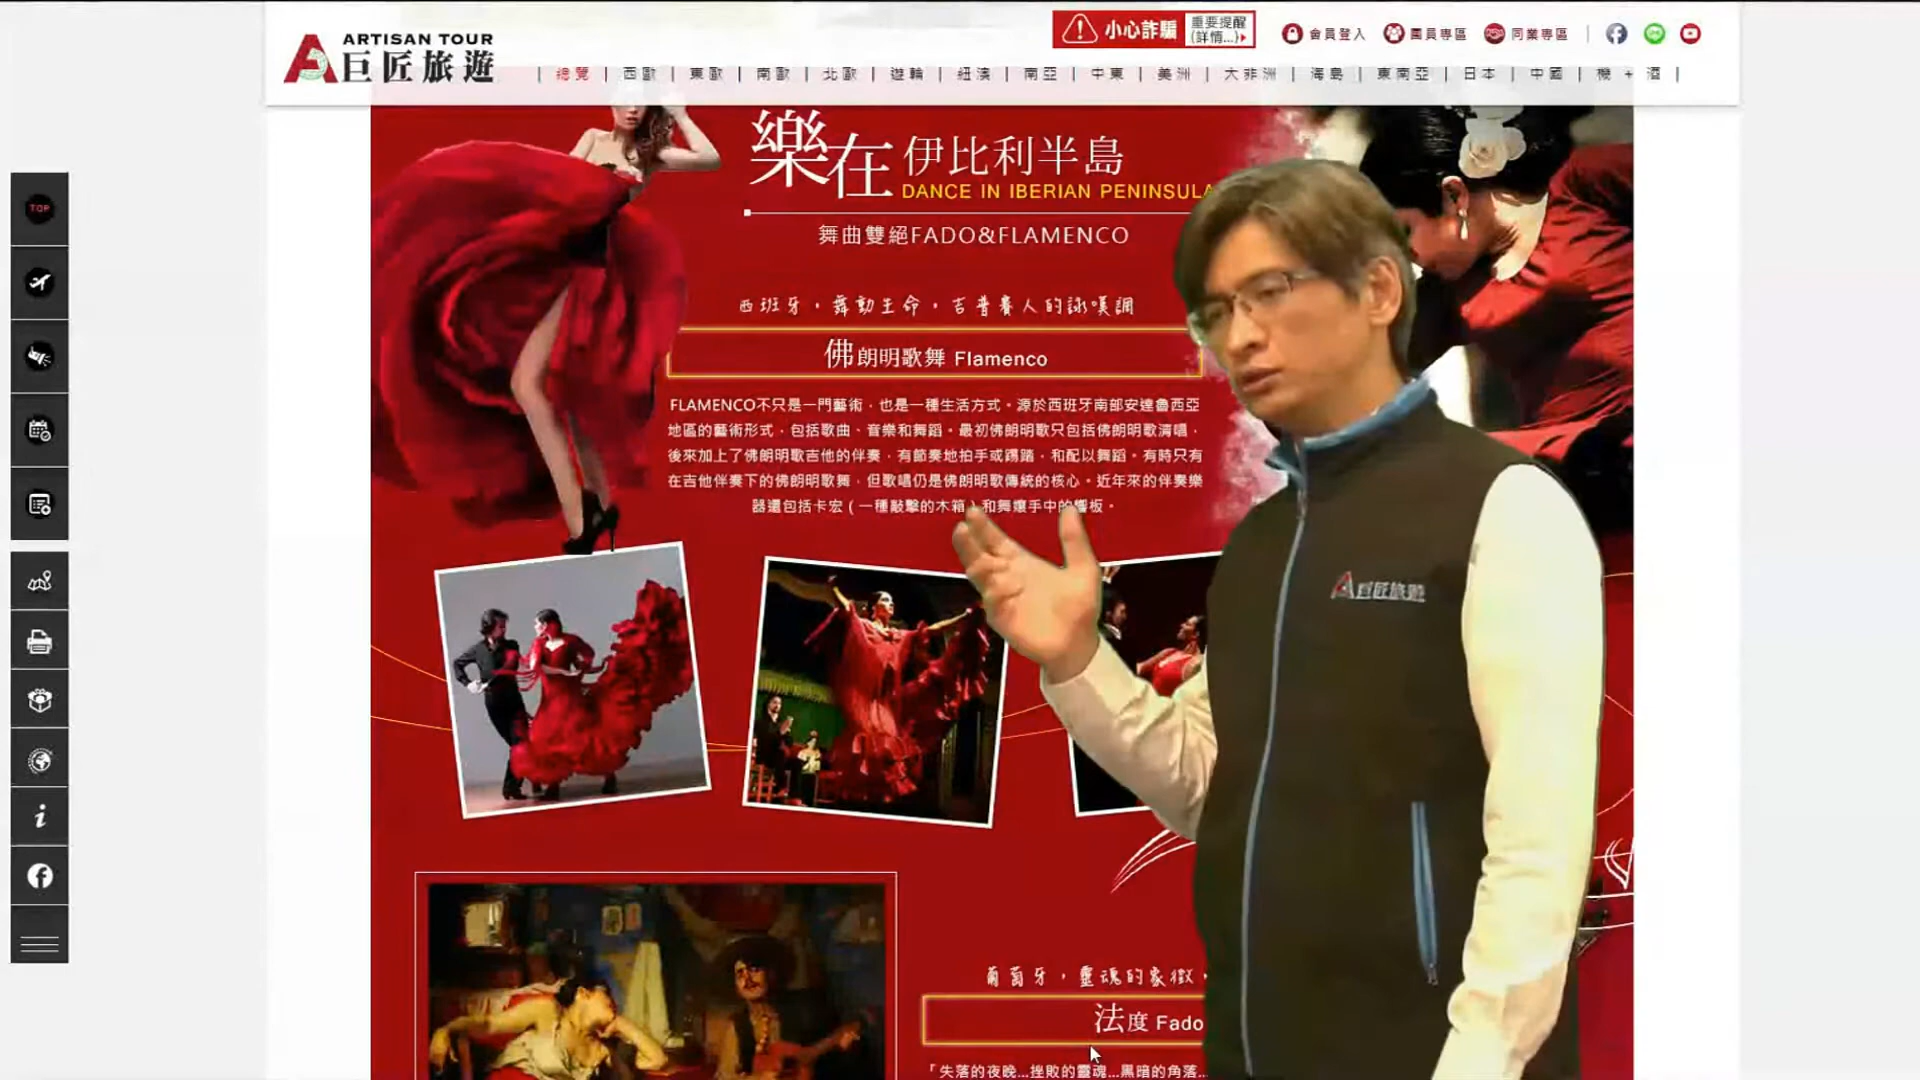 小心詐騙
重要提醒
(詳情...)
會員登入
團員專區
同業專區
ARTISAN TOUR
巨匠旅遊
總覽 | 西歐 | 東歐 | 南歐 | 北歐 | 遊輪 | 紐澳 | 南亞 | 中東 | 美洲 | 大非洲 | 海島 | 東南亞 | 日本 | 中國 | 機 + 酒 |
TOP
樂在伊比利半島
DANCE IN IBERIAN PENINSULA
舞曲雙絕FADO&FLAMENCO
西班牙，舞動生命，吉普賽人的詠嘆調
佛朗明歌舞 Flamenco
FLAMENCO不只是一門藝術，也是一種生活方式。源於西班牙南部安達魯西亞
地區的藝術形式，包括歌曲、音樂和舞蹈。最初佛朗明歌只包括佛朗明歌清唱，
後來加上了佛朗明歌吉他的伴奏，有節奏地拍手或踢踏，和配以舞蹈。有時只有
在吉他伴奏下的佛朗明歌舞，但歌唱仍是佛朗明歌傳統的核心。近年來的伴奏樂
器還包括卡宏（一種敲擊的木箱）和舞孃手中的響板。
巨匠旅遊
葡萄牙，靈魂的象徵，
法度 Fado
「失落的夜晚...挫敗的靈魂...黑暗的角落...